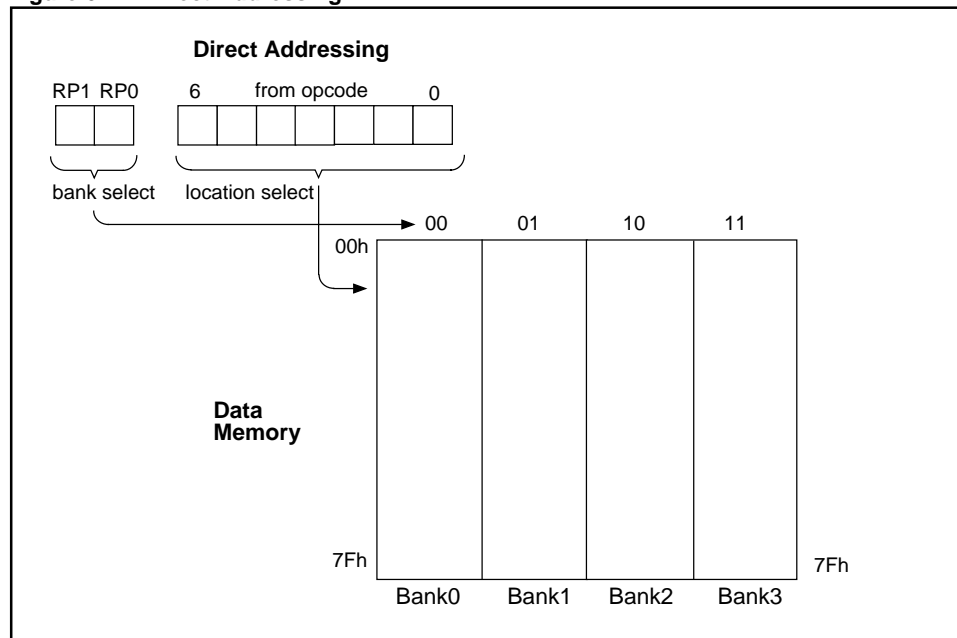 Direct Addressing
RP1 RP0 6 from opcode 0
bank select location select
00 01 10 11
00h
Data
Memory
7Fh 7Fh
Bank0 Bank1 Bank2 Bank3